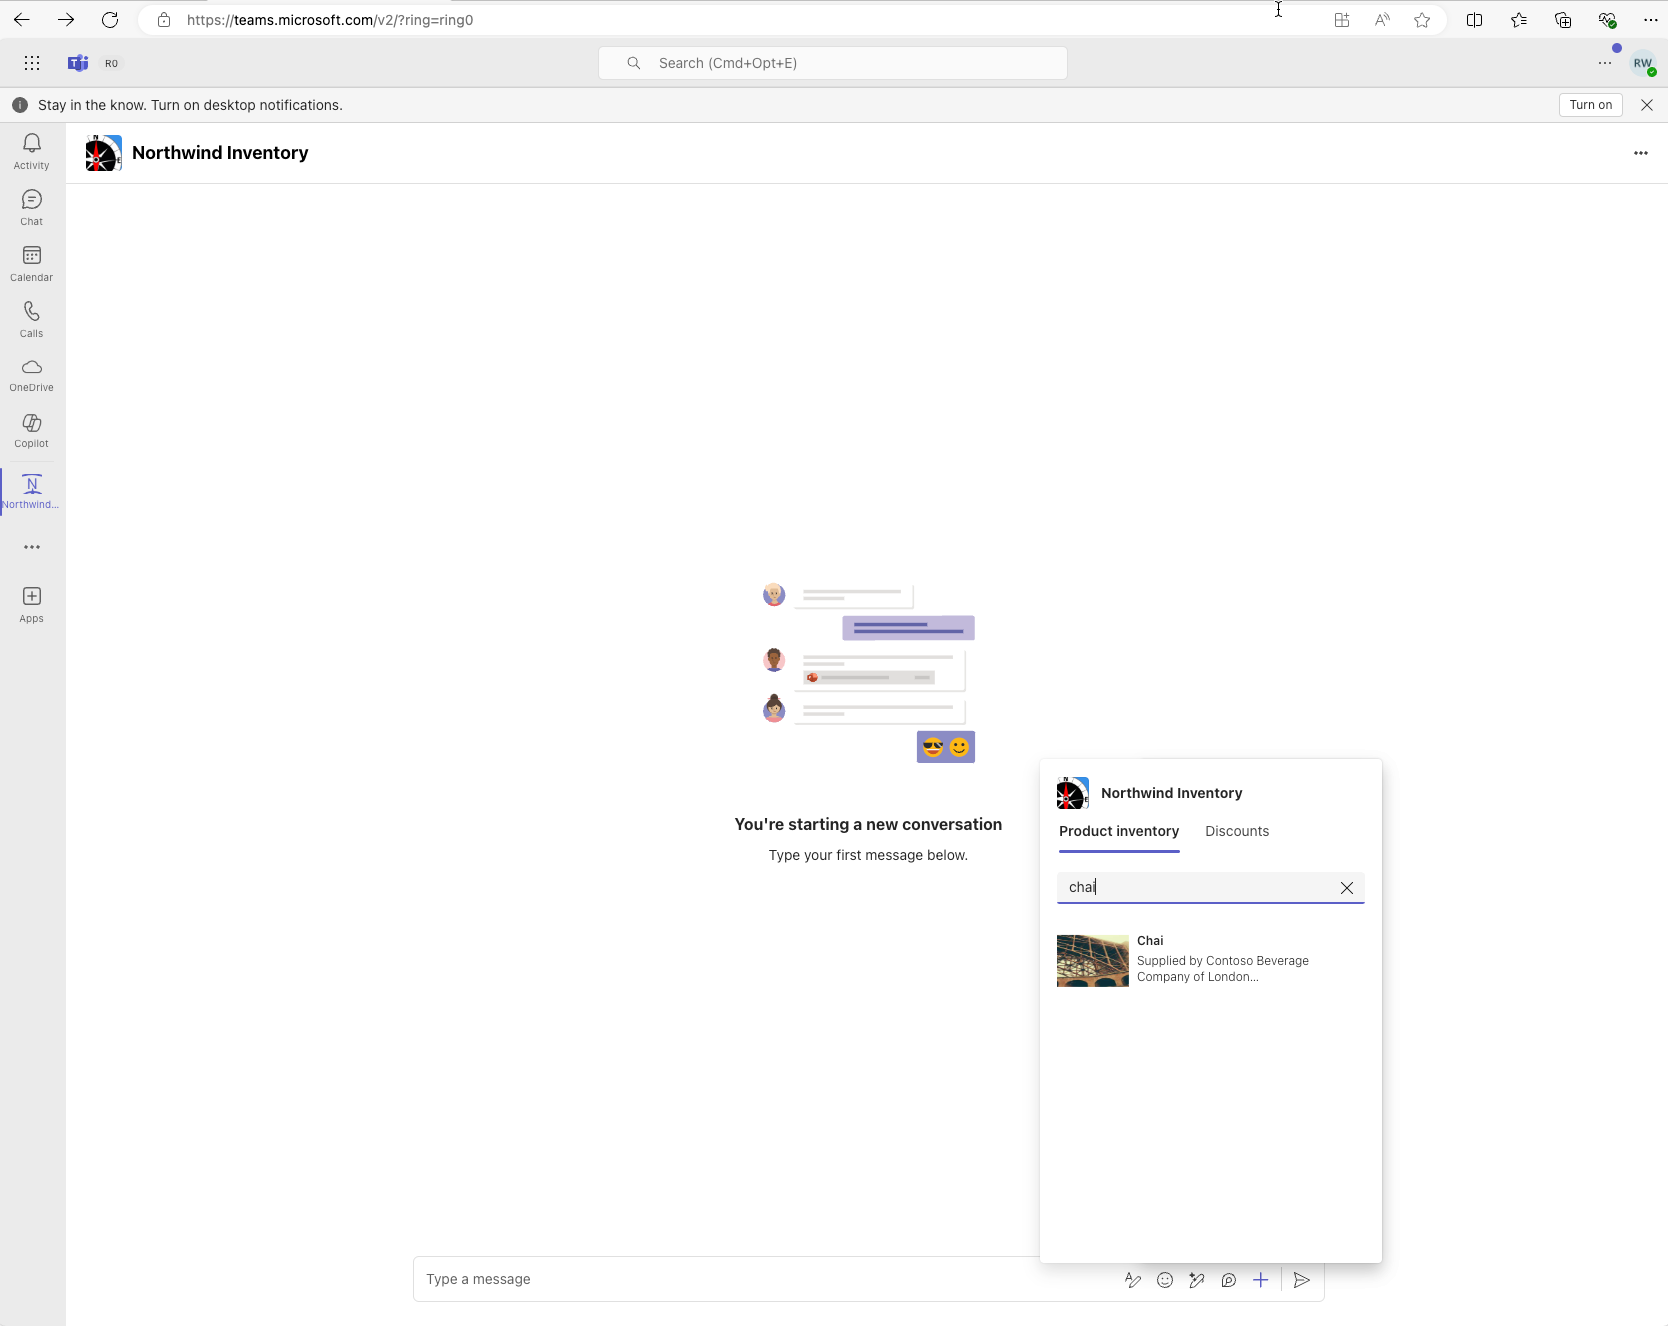 https://teams.microsoft.com/v2/?ring=ring0
R0
Search (Cmd+Opt+E)
RW
Stay in the know. Turn on desktop notifications.
Turn on
Activity
Chat
Calendar
Calls
OneDrive
Copilot
N
Northwind...
Apps
Northwind Inventory
You're starting a new conversation
Type your first message below.
Northwind Inventory
Product inventory
Discounts
chai
Chai
Supplied by Contoso Beverage
Company of London...
Type a message